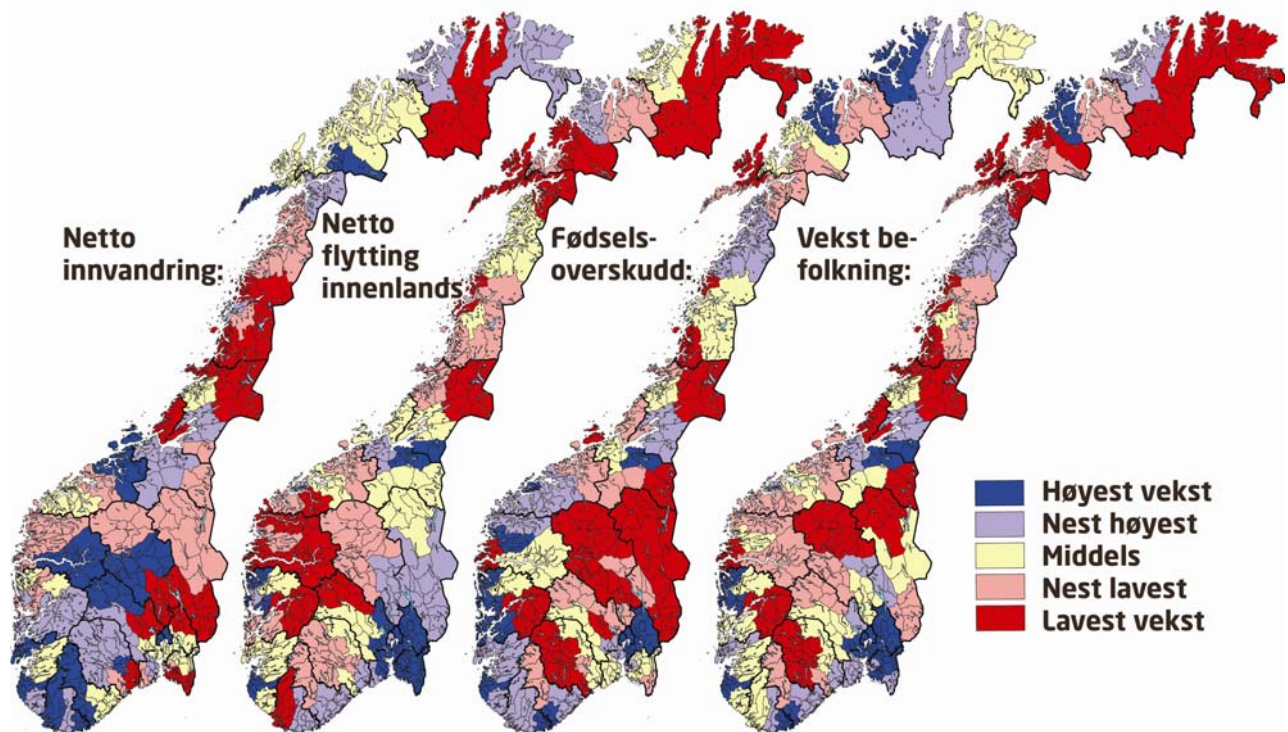 Netto
innvandring:
Netto
flytting
innenlands
Fødsels-
overskudd:
Vekst be-
folkning:
Høyest vekst
Nest høyest
Middels
Nest lavest
Lavest vekst